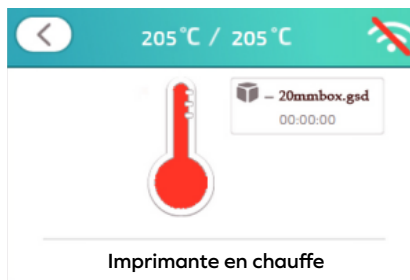 205°C / 205°C
– 20mmbox.gsd
00:00:00
Imprimante en chauffe